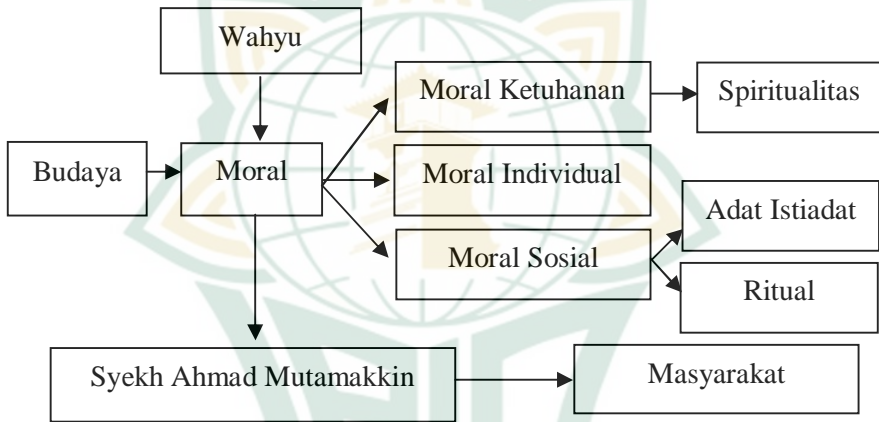 Wahyu
Moral Ketuhanan
Spiritualitas
Budaya
Moral
Moral Individual
Adat Istiadat
Moral Sosial
Ritual
Syekh Ahmad Mutamakkin
Masyarakat